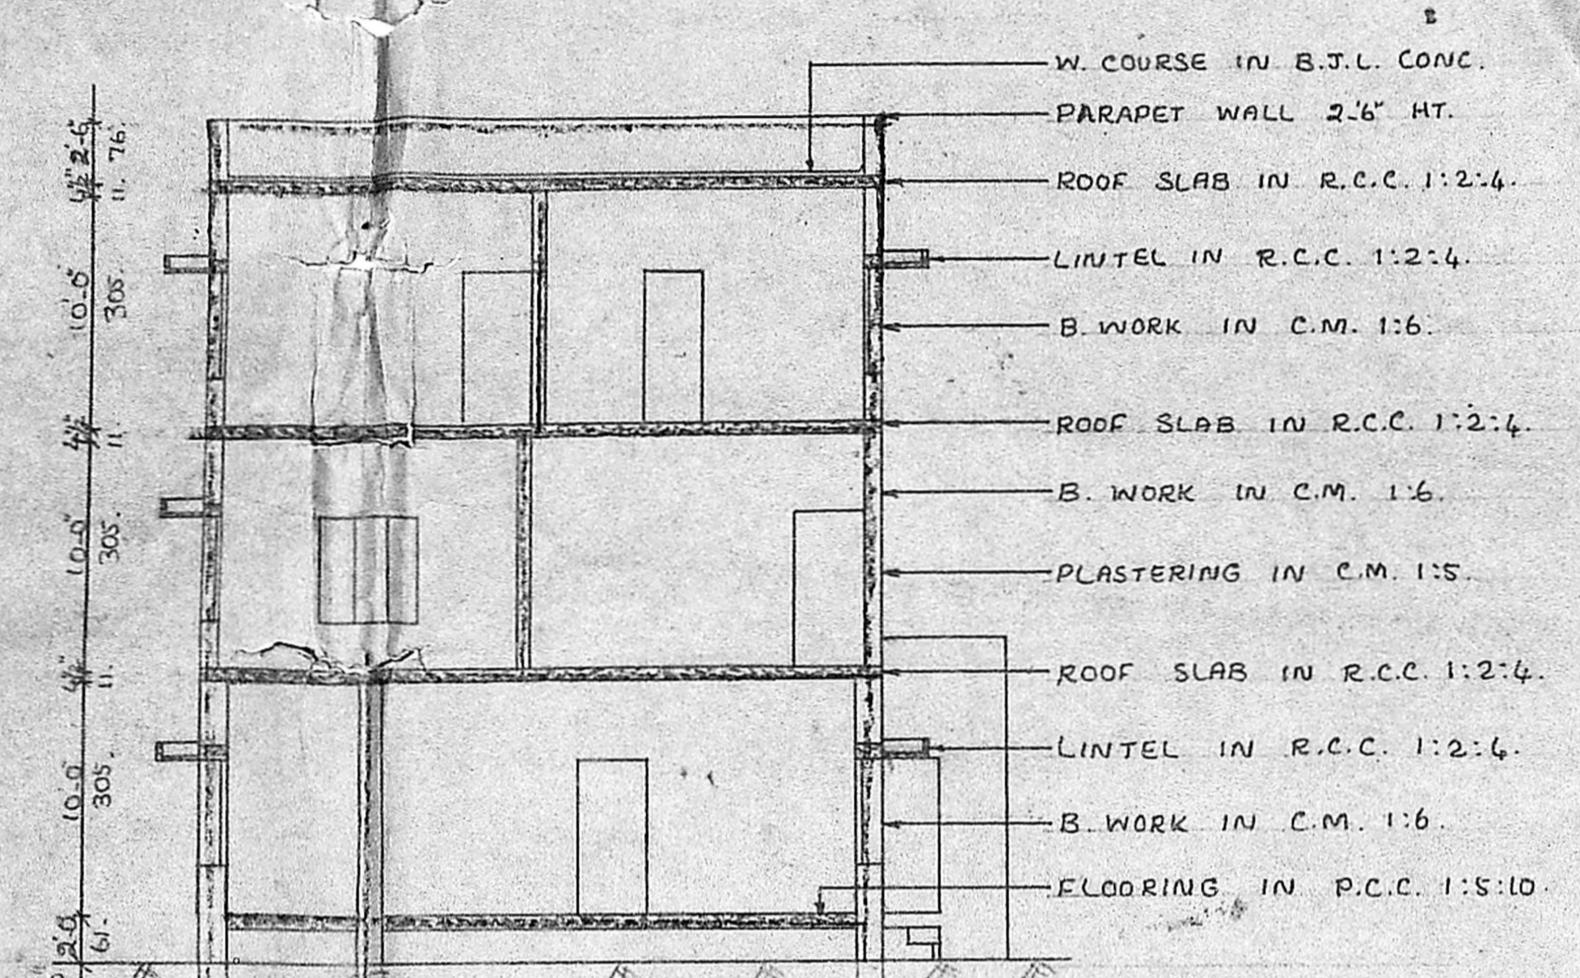 W. COURSE IN B.J.L. CONC.
PARAPET WALL 2'-6" HT.
ROOF SLAB IN R.C.C. 1:2:4.
LINTEL IN R.C.C. 1:2:4.
B. WORK IN C.M. 1:6.
ROOF SLAB IN R.C.C. 1:2:4.
B. WORK IN C.M. 1:6.
PLASTERING IN C.M. 1:5.
ROOF SLAB IN R.C.C. 1:2:4.
LINTEL IN R.C.C. 1:2:4.
B. WORK IN C.M. 1:6.
FLOORING IN P.C.C. 1:5:10.
2'-6"
76.
4½"
11.
10'-0"
305.
4½"
11.
10'-0"
305.
4½"
11.
10'-0"
305.
2'-0"
61.